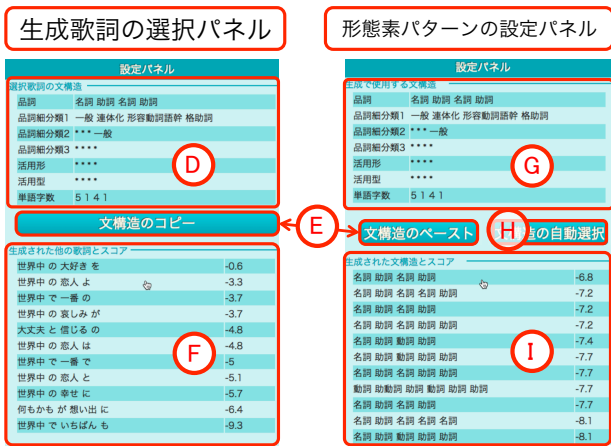 生成歌詞の選択パネル
形態素パターンの設定パネル
設定パネル
選択歌詞の文構造
品詞 名詞 助詞 名詞 助詞
品詞細分類1 一般 連体化 形容動詞語幹 格助詞
品詞細分類2 * * * 一般
品詞細分類3 * * * *
活用形 * * * *
活用型 * * * *
単語字数 5 1 4 1
D
文構造のコピー
E
生成された他の歌詞とスコア
世界中 の 大好き を -0.6
世界中 の 恋人 よ -3.3
世界中 で 一番 の -3.7
世界中 の 哀しみ が -3.7
大丈夫 と 信じる の -4.8
世界中 の 恋人 は -4.8
世界中 で 一番 で -5
世界中 の 恋人 と -5.1
世界中 の 幸せ に -5.7
何もかも が 想い出 に -6.4
世界中 で いちばん も -9.3
F
設定パネル
生成で使用する文構造
品詞 名詞 助詞 名詞 助詞
品詞細分類1 一般 連体化 形容動詞語幹 格助詞
品詞細分類2 * * * 一般
品詞細分類3 * * * *
活用形 * * * *
活用型 * * * *
単語字数 5 1 4 1
G
文構造のペースト
H
の自動選択
生成された文構造とスコア
名詞 助詞 名詞 助詞 -6.8
名詞 助詞 名詞 名詞 助詞 -7.2
名詞 助詞 名詞 助詞 -7.2
名詞 助詞 名詞 名詞 助詞 -7.2
名詞 助詞 動詞 助詞 -7.4
名詞 助詞 動詞 助詞 助詞 -7.7
名詞 助詞 名詞 助詞 助詞 -7.7
動詞 助動詞 助詞 動詞 助詞 助詞 -7.7
名詞 助詞 名詞 助詞 -7.7
名詞 助詞 名詞 名詞 名詞 -8.1
名詞 助詞 動詞 助詞 助詞 -8.1
I